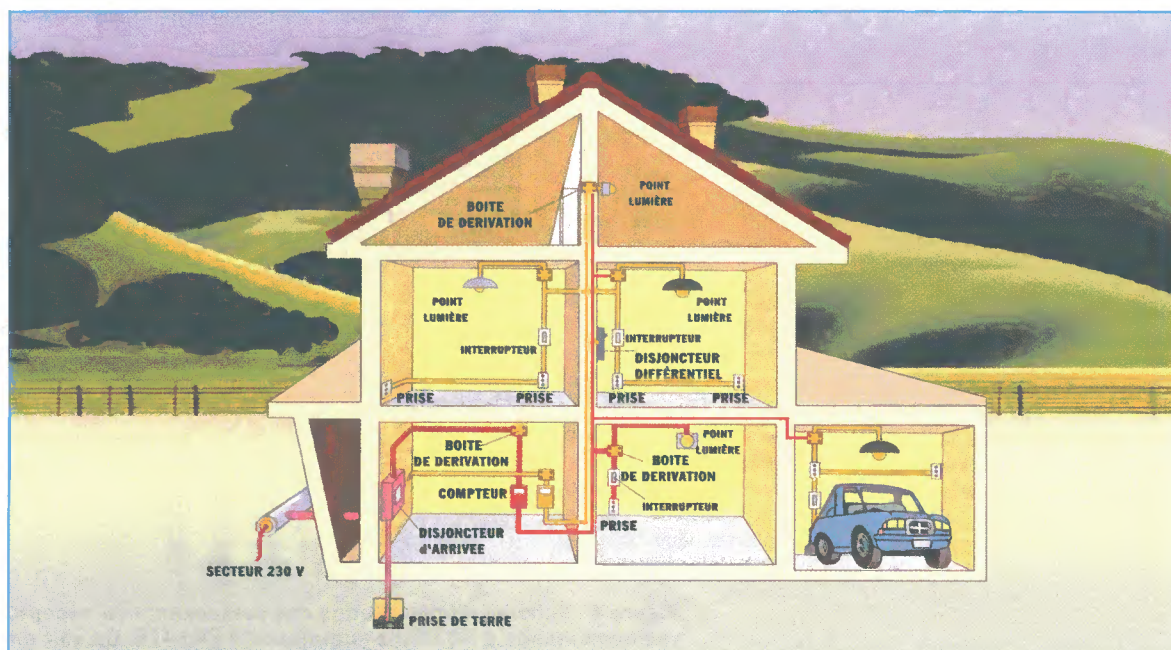 BOITE
DE DERIVATION
POINT
LUMIÈRE
POINT
LUMIÈRE
INTERRUPTEUR
POINT
LUMIÈRE
INTERRUPTEUR
DISJONCTEUR
DIFFÉRENTIEL
PRISE
PRISE
PRISE
PRISE
BOITE
DE DERIVATION
COMPTEUR
DISJONCTEUR
d'ARRIVEE
POINT
LUMIÈRE
BOITE
DE DERIVATION
INTERRUPTEUR
PRISE
SECTEUR 230 V
PRISE DE TERRE